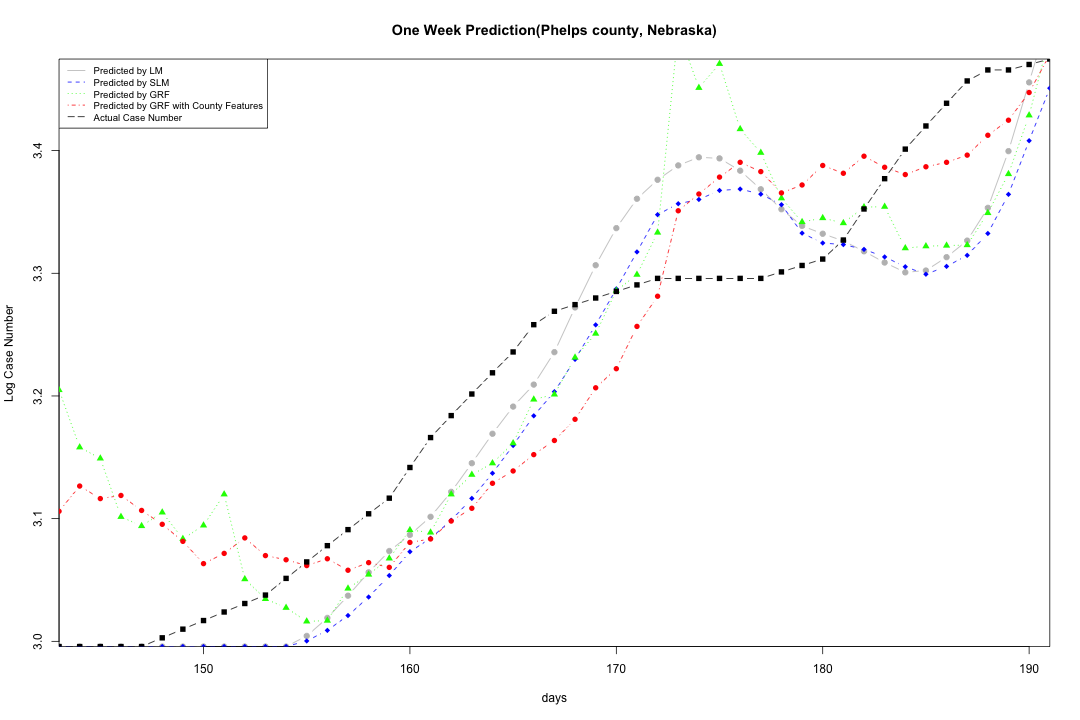 One Week Prediction(Phelps county, Nebraska)
Predicted by LM
Predicted by SLM
Predicted by GRF
Predicted by GRF with County Features
Actual Case Number
3.4
3.3
3.2
3.1
3.0
Log Case Number
150 160 170 180 190
days